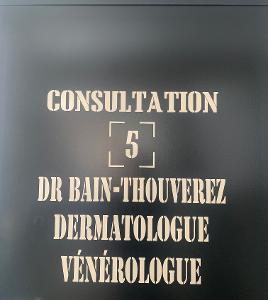 CONSULTATION
5
DR BAIN-THOUVEREZ
DERMATOLOGUE
VÉNÉROLOGUE